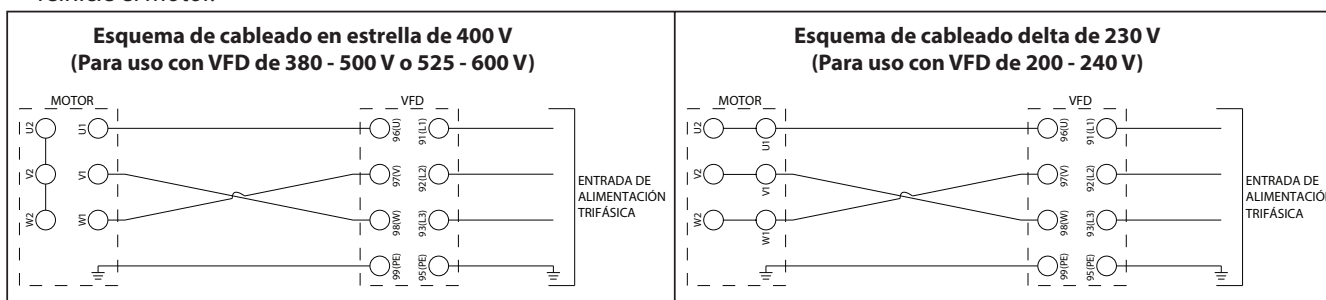 reinicie el motor.
Esquema de cableado en estrella de 400 V
(Para uso con VFD de 380 - 500 V o 525 - 600 V)
MOTOR
VFD
U2
U1
96(U)
91(L1)
V2
V1
97(V)
92(L2)
W2
W1
98(W)
93(L3)
99(PE)
95(PE)
ENTRADA DE
ALIMENTACIÓN
TRIFÁSICA
Esquema de cableado delta de 230 V
(Para uso con VFD de 200 - 240 V)
MOTOR
VFD
U2
U1
96(U)
91(L1)
V2
V1
97(V)
92(L2)
W2
W1
98(W)
93(L3)
99(PE)
95(PE)
ENTRADA DE
ALIMENTACIÓN
TRIFÁSICA